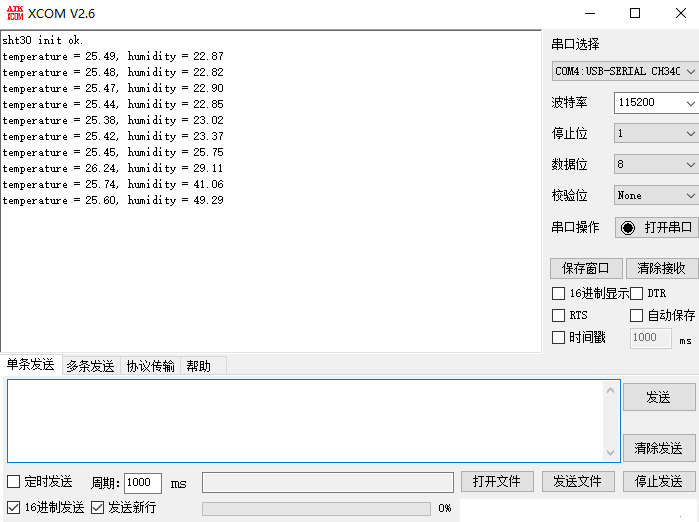 ATK
XCOM XCOM V2.6
sht30 init ok.
temperature = 25.49, humidity = 22.87
temperature = 25.48, humidity = 22.82
temperature = 25.47, humidity = 22.90
temperature = 25.44, humidity = 22.85
temperature = 25.38, humidity = 23.02
temperature = 25.42, humidity = 23.37
temperature = 25.45, humidity = 25.75
temperature = 26.24, humidity = 29.11
temperature = 25.74, humidity = 41.06
temperature = 25.60, humidity = 49.29
串口选择
COM4:USB-SERIAL CH340
波特率 115200
停止位 1
数据位 8
校验位 None
串口操作 打开串口
保存窗口 清除接收
16进制显示 DTR
RTS 自动保存
时间戳 1000 ms
单条发送 多条发送 协议传输 帮助
发送
清除发送
定时发送 周期: 1000 ms 打开文件 发送文件 停止发送
16进制发送 发送新行 0%